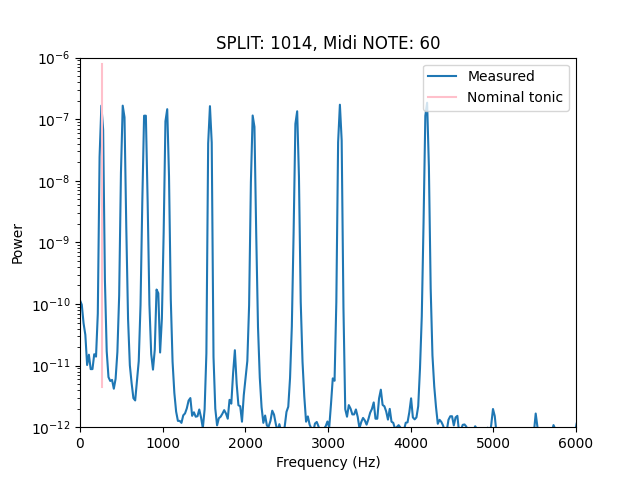 SPLIT: 1014, Midi NOTE: 60
10⁻⁶
10⁻⁷
10⁻⁸
10⁻⁹
10⁻¹⁰
10⁻¹¹
10⁻¹²
Power
Measured
Nominal tonic
0 1000 2000 3000 4000 5000 6000
Frequency (Hz)